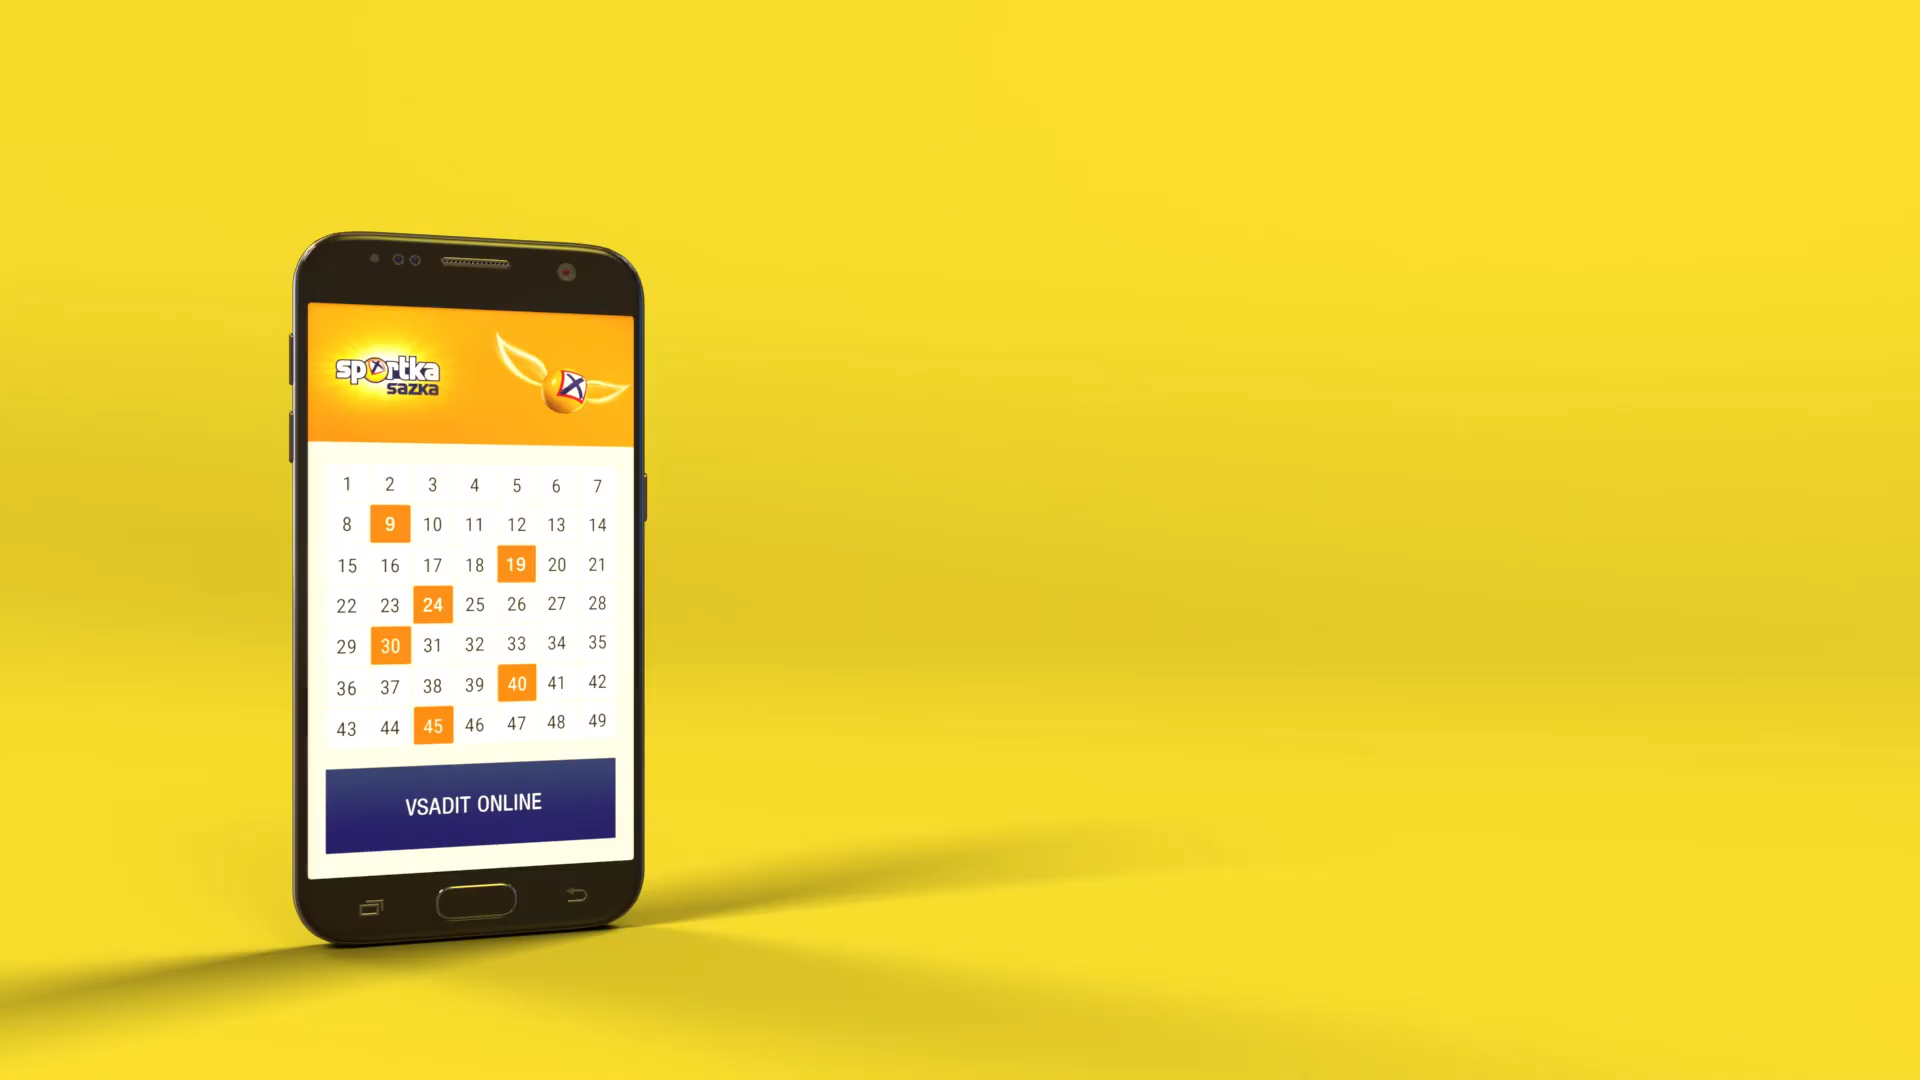 sportka
sazka
1 2 3 4 5 6 7
8 9 10 11 12 13 14
15 16 17 18 19 20 21
22 23 24 25 26 27 28
29 30 31 32 33 34 35
36 37 38 39 40 41 42
43 44 45 46 47 48 49
VSADIT ONLINE